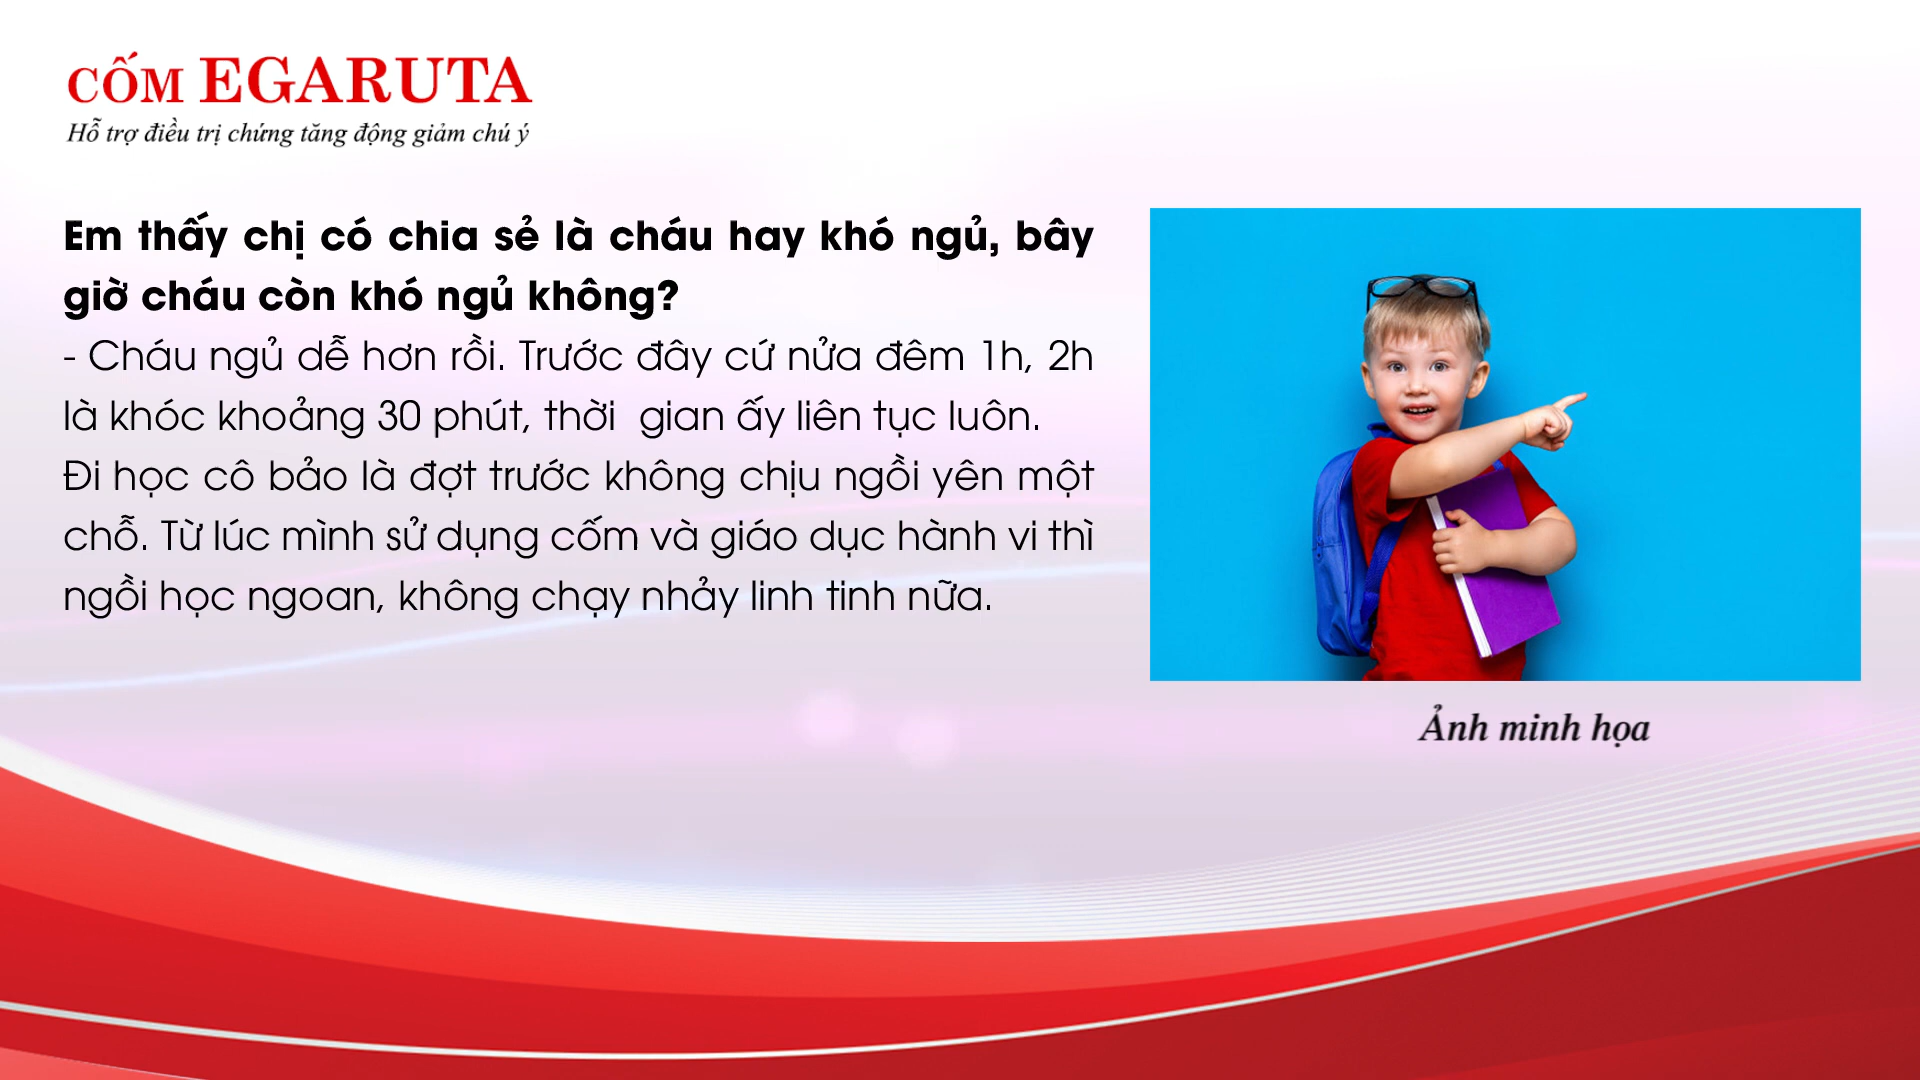 CỐM EGARUTA
Hỗ trợ điều trị chứng tăng động giảm chú ý
Em thấy chị có chia sẻ là cháu hay khó ngủ, bây
giờ cháu còn khó ngủ không?
- Cháu ngủ dễ hơn rồi. Trước đây cứ nửa đêm 1h, 2h
là khóc khoảng 30 phút, thời  gian ấy liên tục luôn.
Đi học cô bảo là đợt trước không chịu ngồi yên một
chỗ. Từ lúc mình sử dụng cốm và giáo dục hành vi thì
ngồi học ngoan, không chạy nhảy linh tinh nữa.
Ảnh minh họa